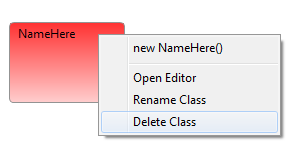 NameHere
new NameHere()
Open Editor
Rename Class
Delete Class